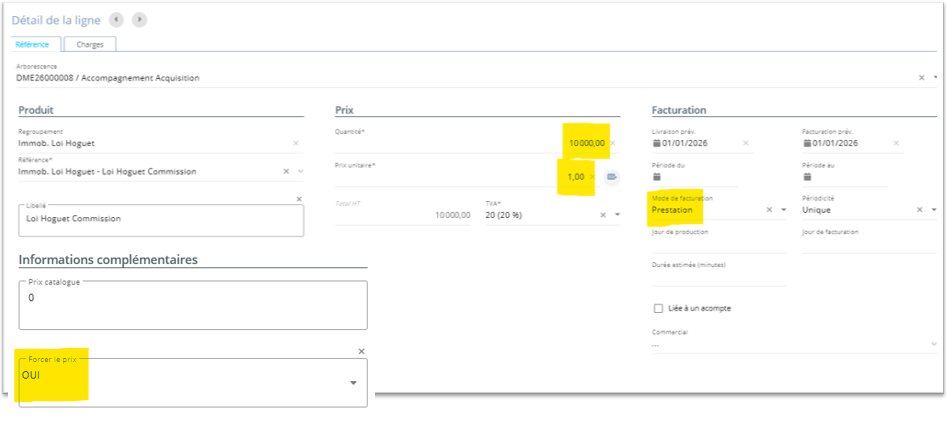 Détail de la ligne
Référence Charges
Arborescence
DME26000008 / Accompagnement Acquisition
Produit
Regroupement
Immob. Loi Hoguet
Référence*
Immob. Loi Hoguet - Loi Hoguet Commission
Libellé
Loi Hoguet Commission
Informations complémentaires
Prix catalogue
0
Forcer le prix
OUI
Prix
Quantité*
10 000,00
Prix unitaire*
1,00
Total HT
10 000,00
TVA*
20 (20 %)
Facturation
Livraison prév.
01/01/2026
Facturation prév.
01/01/2026
Période du
Période au
Mode de facturation
Prestation
Périodicité
Unique
Jour de production
Jour de facturation
Durée estimée (minutes)
Liée à un acompte
Commercial
---